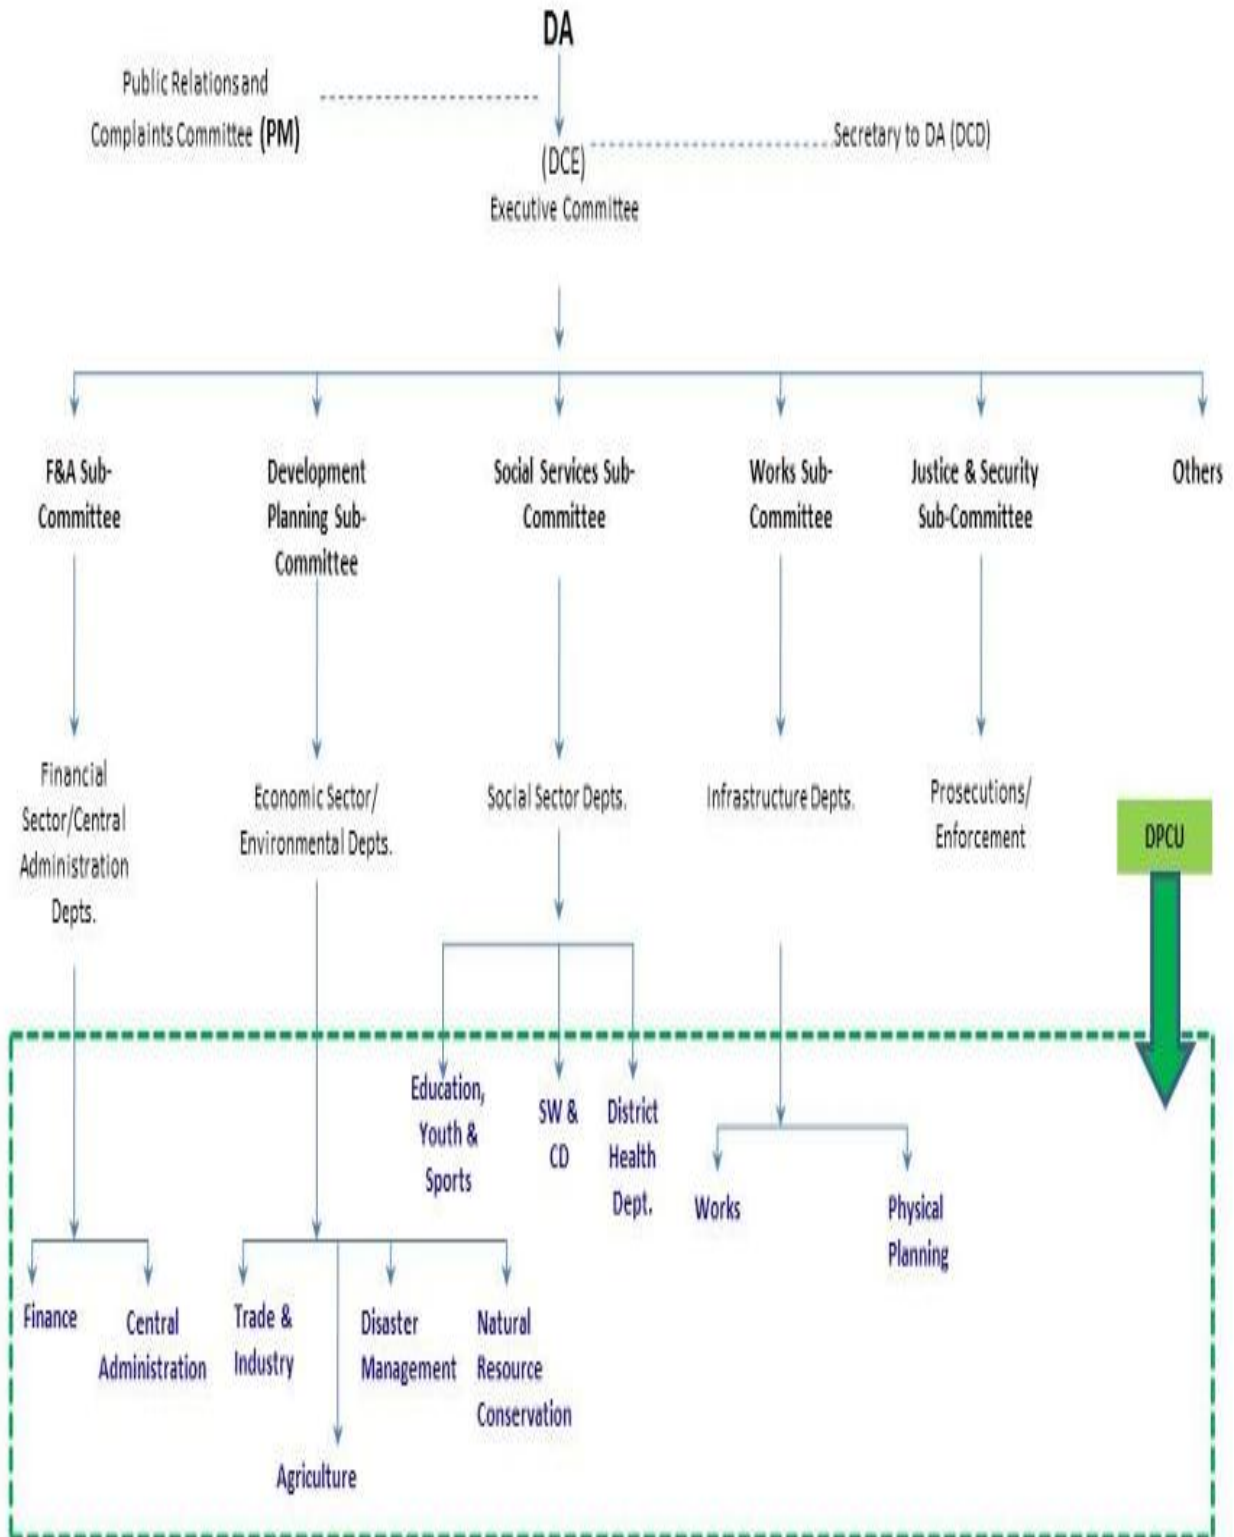 DA
Public Relations and
Complaints Committee (PM)
Secretary to DA (DCD)
(DCE)
Executive Committee
F&A Sub-
Committee
Development
Planning Sub-
Committee
Social Services Sub-
Committee
Works Sub-
Committee
Justice & Security
Sub-Committee
Others
Financial
Sector/Central
Administration
Depts.
Economic Sector/
Environmental Depts.
Social Sector Depts.
Infrastructure Depts.
Prosecutions/
Enforcement
DPCU
Education,
Youth &
Sports
SW &
CD
District
Health
Dept.
Works
Physical
Planning
Finance
Central
Administration
Trade &
Industry
Disaster
Management
Natural
Resource
Conservation
Agriculture